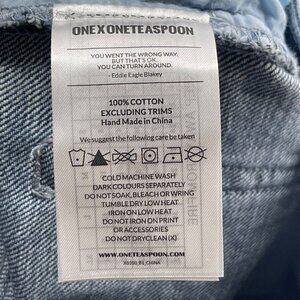 ONEXONETEASPOON
YOU WENT THE WRONG WAY.
BUT THAT'S OK.
YOU CAN TURN AROUND.
Eddie Eagle Blakey
100% COTTON
EXCLUDING TRIMS
Hand Made in China
We suggest the following care be taken
COLD MACHINE WASH
DARK COLOURS SEPARATELY
DO NOT SOAK, BLEACH OR WRING
TUMBLE DRY LOW HEAT
IRON ON LOW HEAT
DO NOT IRON ON PRINT
OR ACCESSORIES
DO NOT DRYCLEAN (X)
WWW.ONETEASPOON.COM